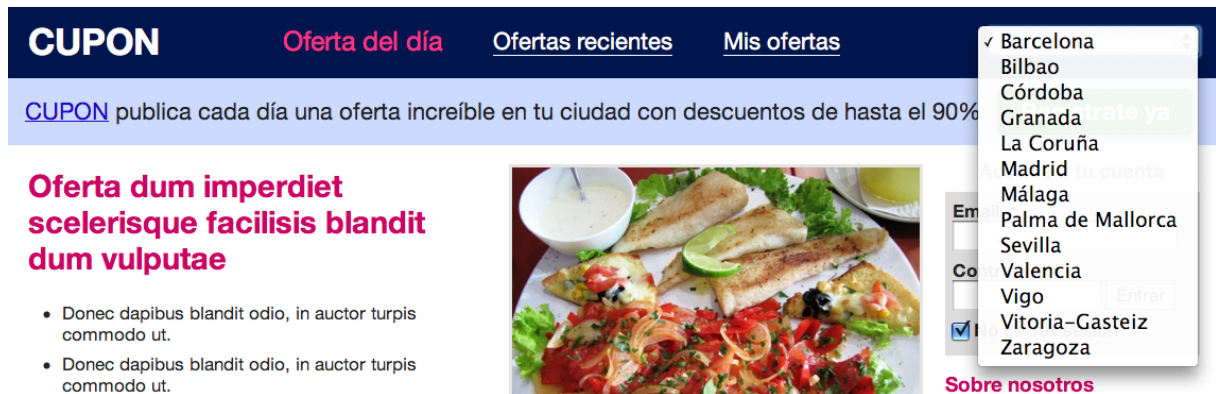 CUPON
Oferta del día
Ofertas recientes
Mis ofertas
✓ Barcelona
Bilbao
Córdoba
Granada
La Coruña
Madrid
Málaga
Palma de Mallorca
Sevilla
Valencia
Vigo
Vitoria-Gasteiz
Zaragoza
CUPON publica cada día una oferta increíble en tu ciudad con descuentos de hasta el 90%
Oferta dum imperdiet
scelerisque facilisis blandit
dum vulputae
• Donec dapibus blandit odio, in auctor turpis
commodo ut.
• Donec dapibus blandit odio, in auctor turpis
commodo ut.
tu cuenta
Entrar
Sobre nosotros